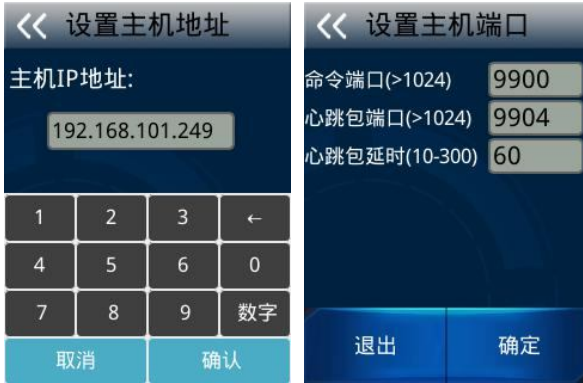 设置主机地址
主机IP地址:
192.168.101.249
1 2 3 ←
4 5 6 0
7 8 9 数字
取消 确认
设置主机端口
命令端口(>1024) 9900
心跳包端口(>1024) 9904
心跳包延时(10-300) 60
退出 确定